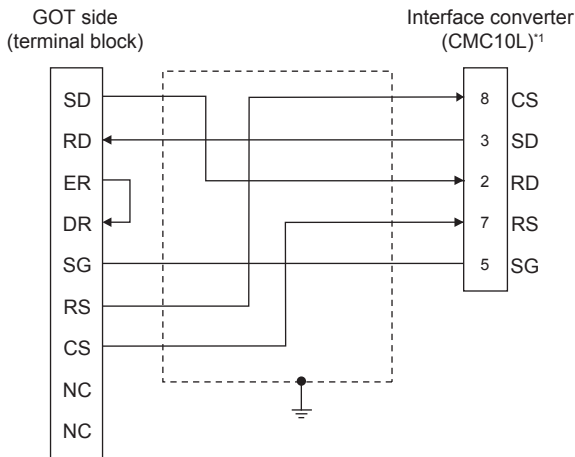 GOT side
(terminal block)
Interface converter
(CMC10L)*1
SD
8
CS
RD
3
SD
ER
2
RD
DR
7
RS
SG
5
SG
RS
CS
NC
NC